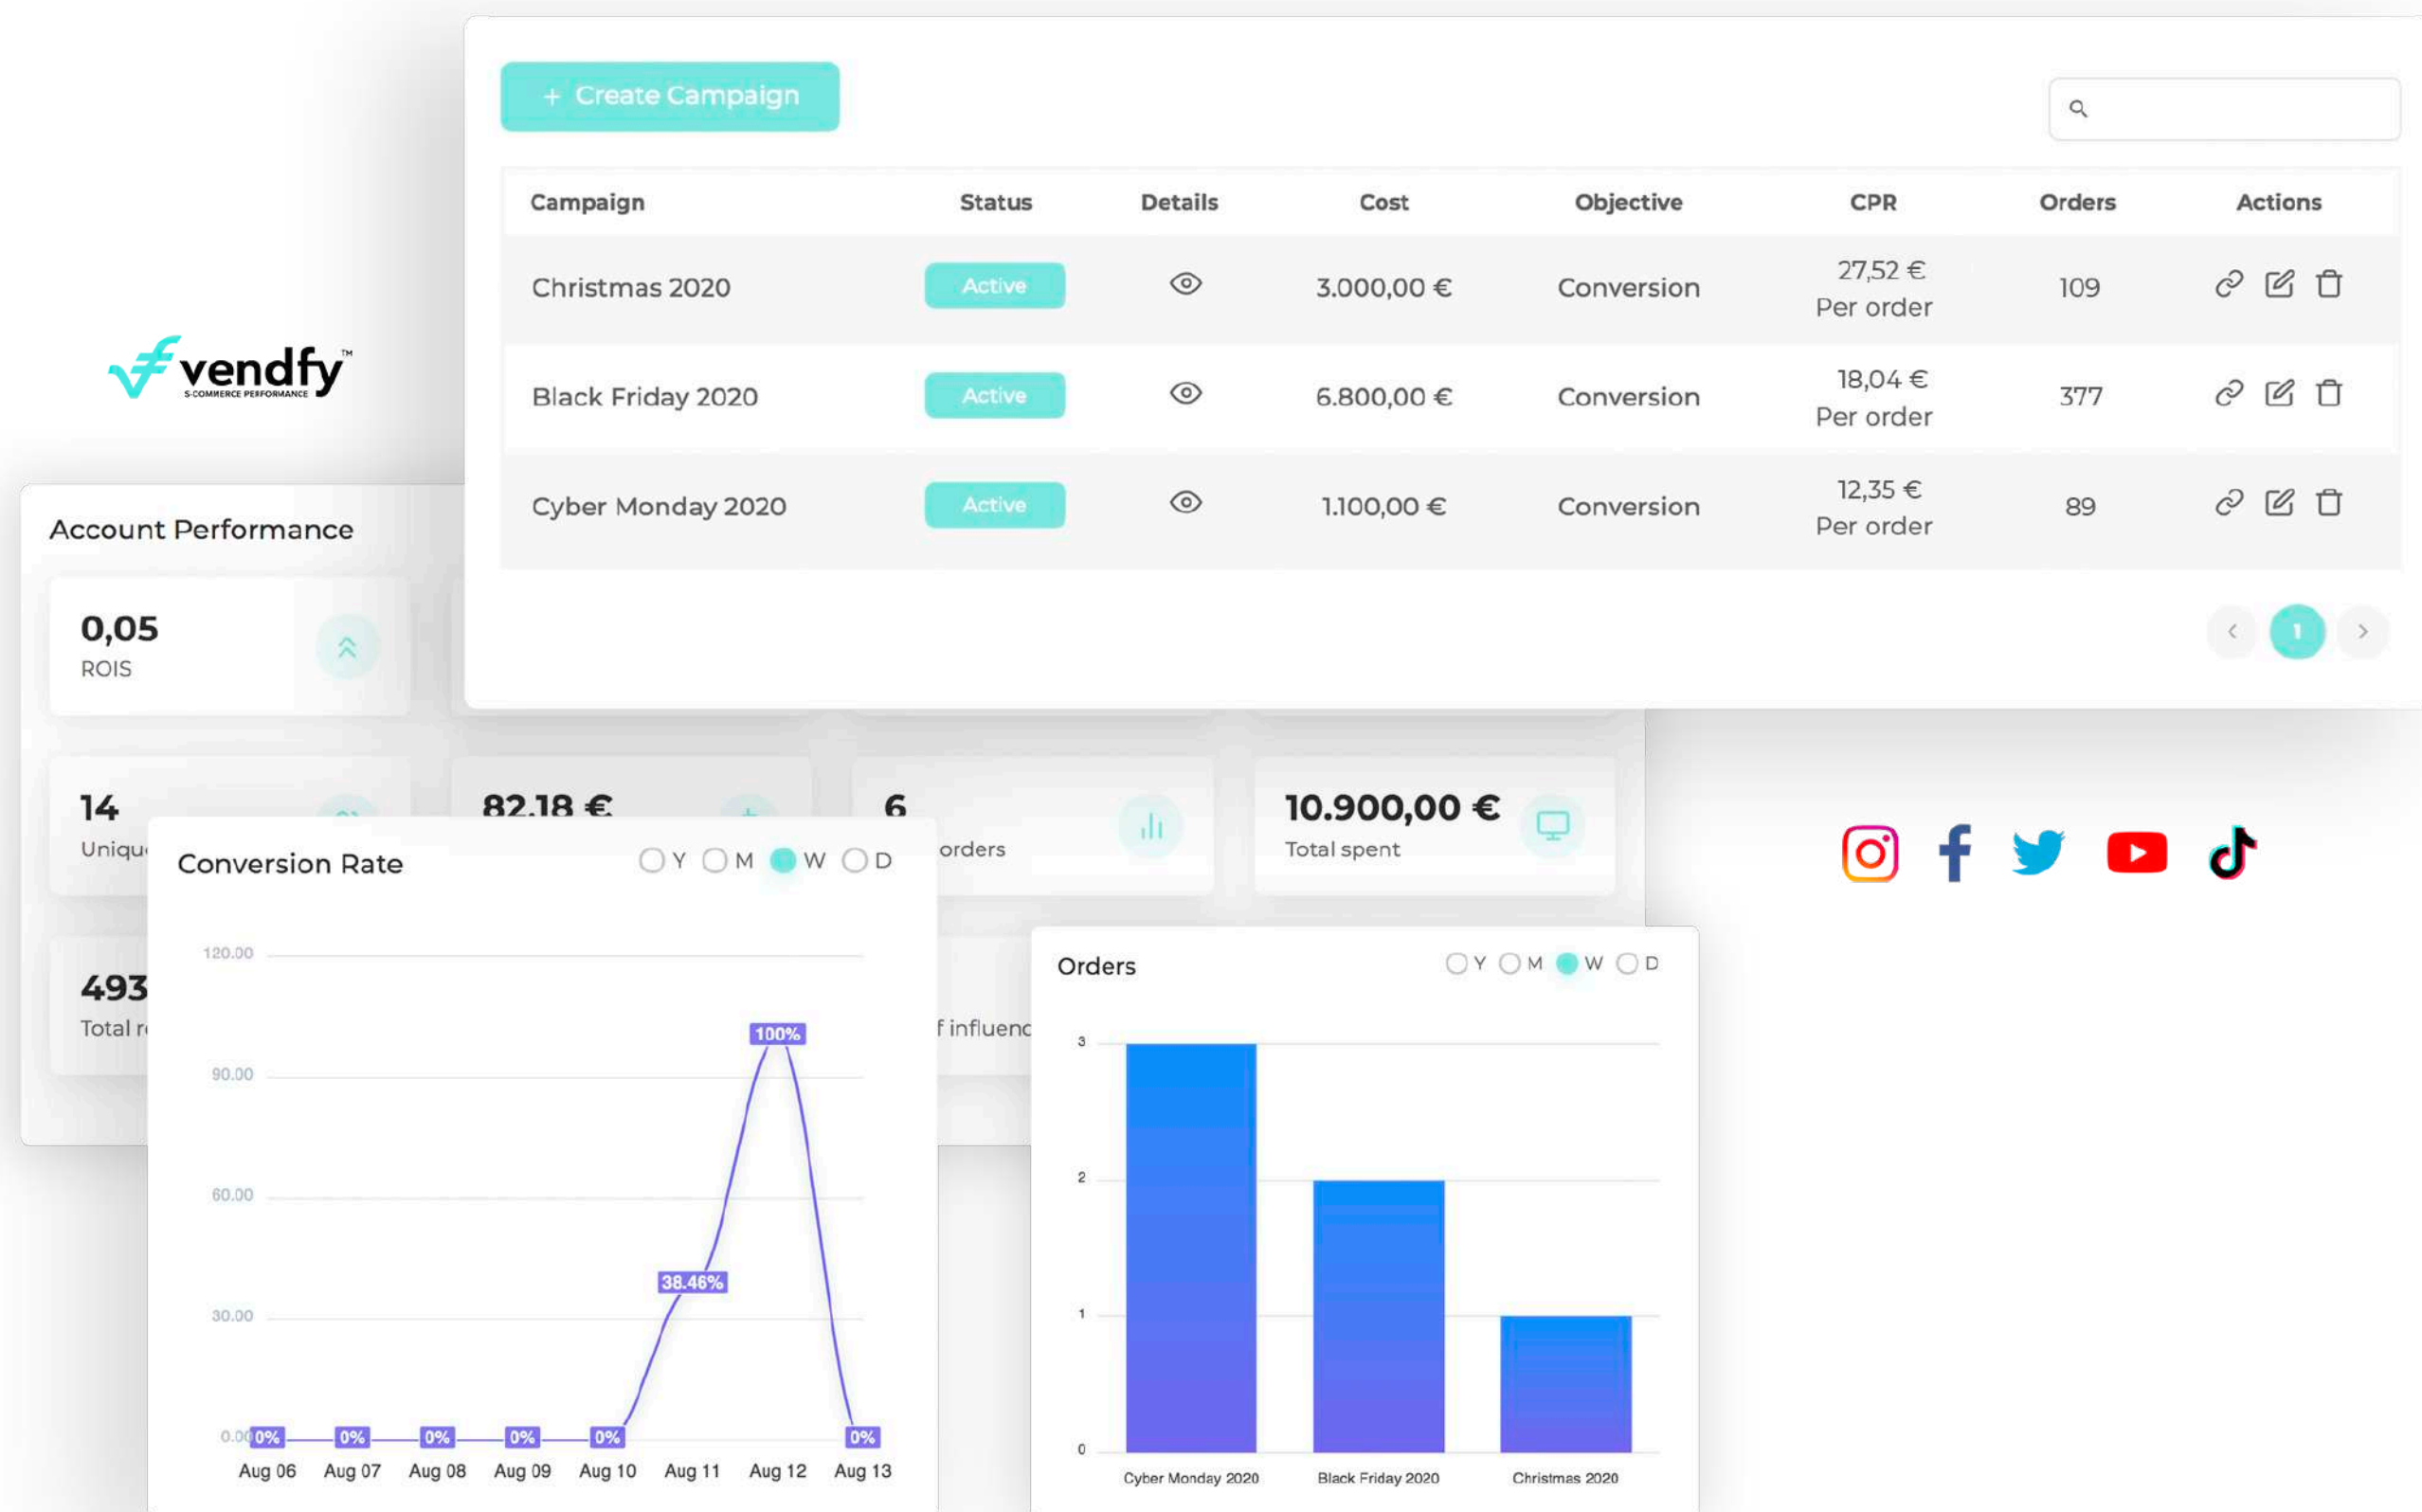 + Create Campaign
Campaign Status Details Cost Objective CPR Orders Actions
Christmas 2020 Active 3.000,00 € Conversion 27,52 € Per order 109
Black Friday 2020 Active 6.800,00 € Conversion 18,04 € Per order 377
Cyber Monday 2020 Active 1.100,00 € Conversion 12,35 € Per order 89
1
vendfy™
S-COMMERCE PERFORMANCE
Account Performance
0,05
ROIS
14
82.18 €
6
orders
10.900,00 €
Total spent
493
Total
Conversion Rate
Y M W D
120.00
90.00
60.00
30.00
100%
38.46%
0% 0% 0% 0% 0% 0%
Aug 06 Aug 07 Aug 08 Aug 09 Aug 10 Aug 11 Aug 12 Aug 13
Orders
Y M W D
3
2
1
0
Cyber Monday 2020 Black Friday 2020 Christmas 2020